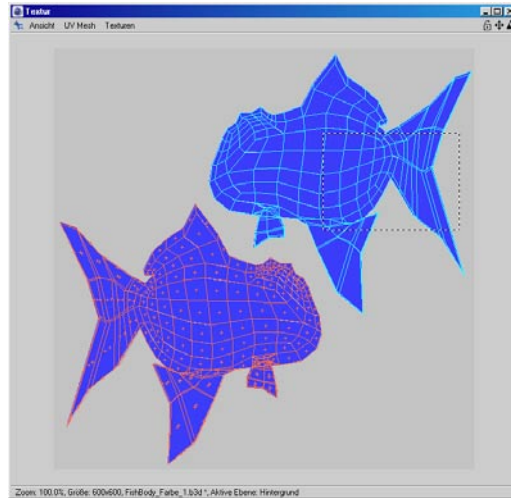 Textur
Ansicht UV Mesh Texturen
Zoom: 100.0%, Größe: 600x600, FishBody_Farbe_1.b3d *, Aktive Ebene: Hintergrund